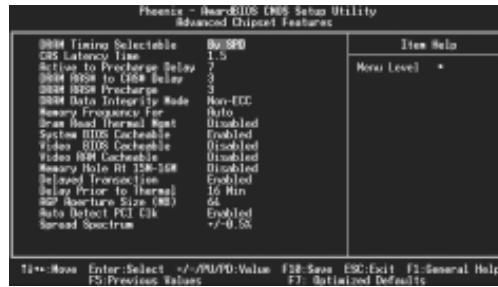 Phoenix - AwardBIOS CMOS Setup Utility
Advanced Chipset Features
DRAM Timing Selectable By SPD
CAS Latency Time 1.5
Active to Precharge Delay 7
DRAM RAS# to CAS# Delay 3
DRAM RAS# Precharge 3
DRAM Data Integrity Mode Non-ECC
Memory Frequency For Auto
Dram Read Thermal Mgmt Disabled
System BIOS Cacheable Enabled
Video BIOS Cacheable Disabled
Video RAM Cacheable Disabled
Memory Hole At 15M-16M Disabled
Delayed Transaction Enabled
Delay Prior to Thermal 16 Min
AGP Aperture Size (MB) 64
Auto Detect PCI Clk Enabled
Spread Spectrum +/-0.5%
Item Help
Menu Level
:Move Enter:Select +/-/PU/PD:Value F10:Save ESC:Exit F1:General Help
F5:Previous Values F7: Optimized Defaults